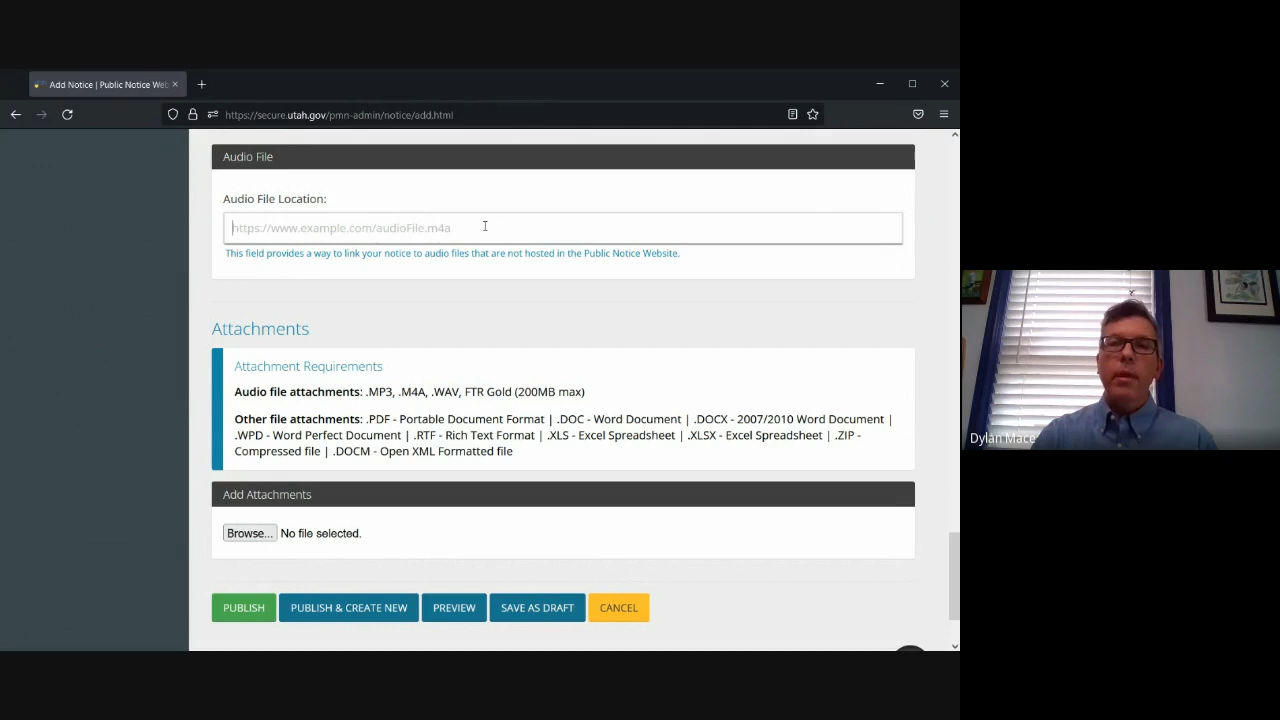 Add Notice | Public Notice Web
https://secure.utah.gov/pmn-admin/notice/add.html
Audio File
Audio File Location:
https://www.example.com/audioFile.m4a
This field provides a way to link your notice to audio files that are not hosted in the Public Notice Website.
Attachments
Attachment Requirements
Audio file attachments: .MP3, .M4A, .WAV, FTR Gold (200MB max)
Other file attachments: .PDF - Portable Document Format | .DOC - Word Document | .DOCX - 2007/2010 Word Document |
.WPD - Word Perfect Document | .RTF - Rich Text Format | .XLS - Excel Spreadsheet | .XLSX - Excel Spreadsheet | .ZIP -
Compressed file | .DOCM - Open XML Formatted file
Add Attachments
Browse... No file selected.
PUBLISH PUBLISH & CREATE NEW PREVIEW SAVE AS DRAFT CANCEL
Dylan Mace